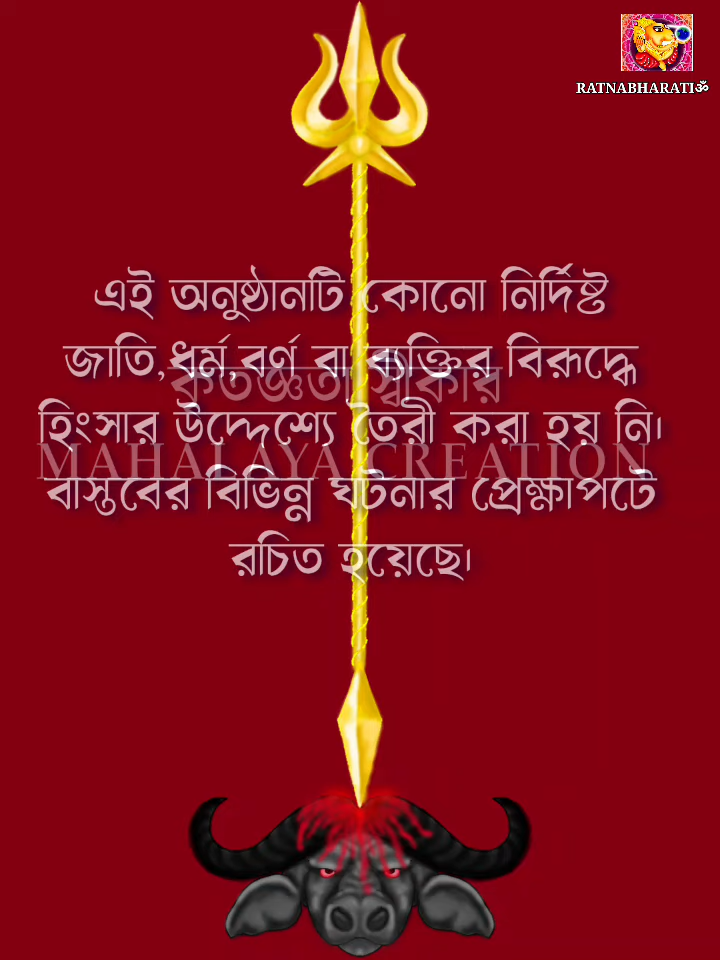 RATNABHARATIॐ
এই অনুষ্ঠানটি কোনো নির্দিষ্ট
জাতি,ধর্ম,বর্ণ বা ব্যক্তির বিরূদ্ধে
কৃতজ্ঞতা স্বীকার
হিংসার উদ্দেশ্যে তৈরী করা হয় নি।
MAHALAYA CREATION
বাস্তবের বিভিন্ন ঘটনার প্রেক্ষাপটে
রচিত হয়েছে।